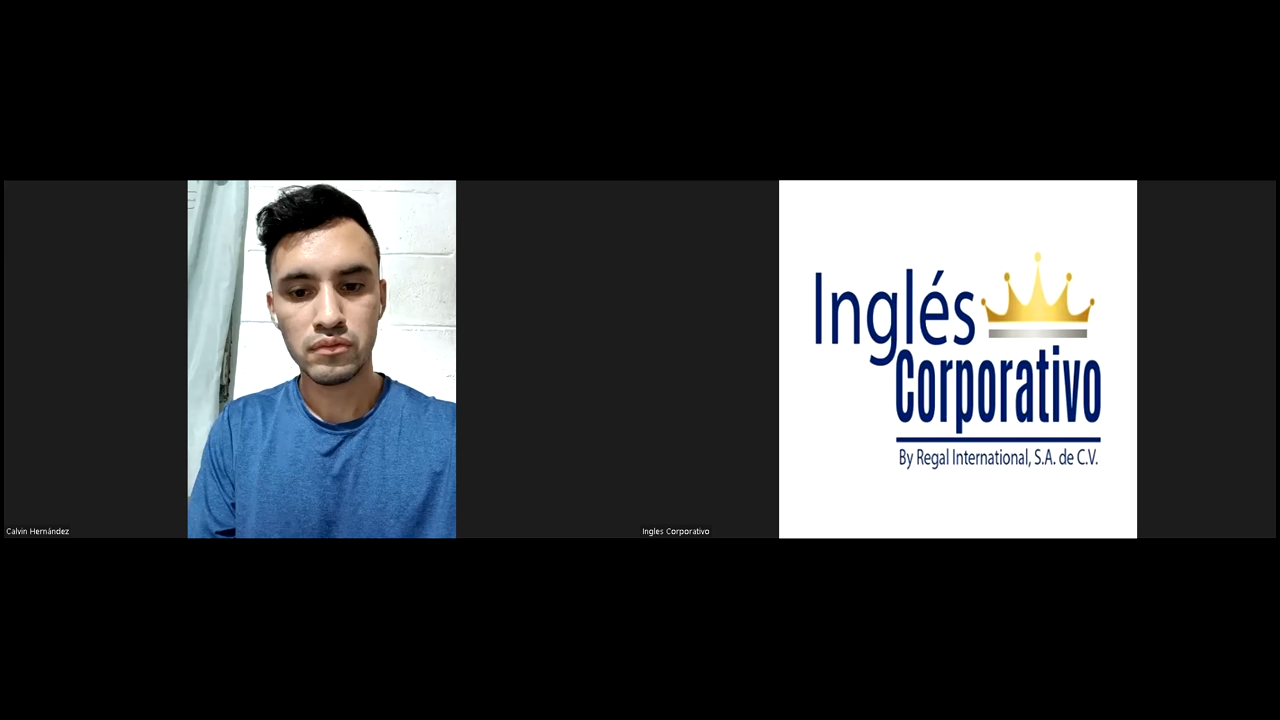 Inglés
Corporativo
By Regal International, S.A. de C.V.
Calvin Hernández
Ingles Corporativo